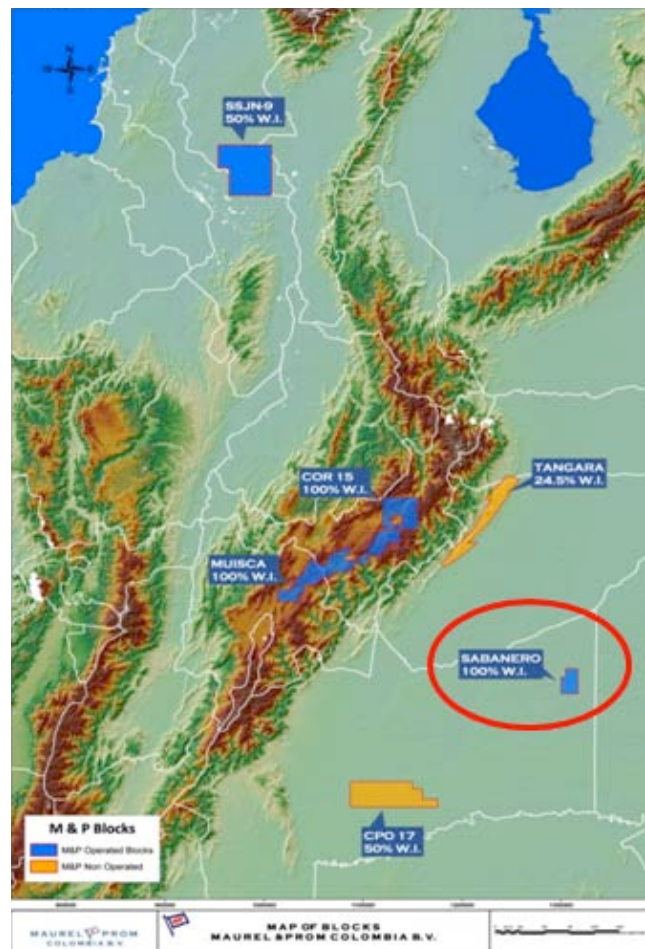 SSJN-9
50% W.I.
COR 15
100% W.I.
TANGARA
24.5% W.I.
MUISCA
100% W.I.
SABANERO
100% W.I.
CPO 17
50% W.I.
M & P Blocks
M&P Operated Blocks
M&P Non Operated
MAUREL PROM
COLOMBIA B.V.
MAP OF BLOCKS
MAUREL & PROM COLOMBIA B.V.